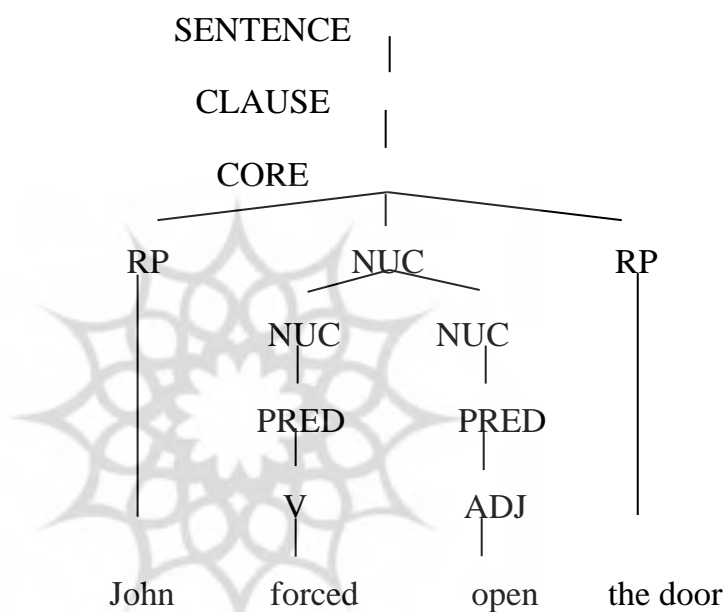 SENTENCE
CLAUSE
CORE
RP NUC RP
NUC NUC
PRED PRED
V ADJ
John forced open the door